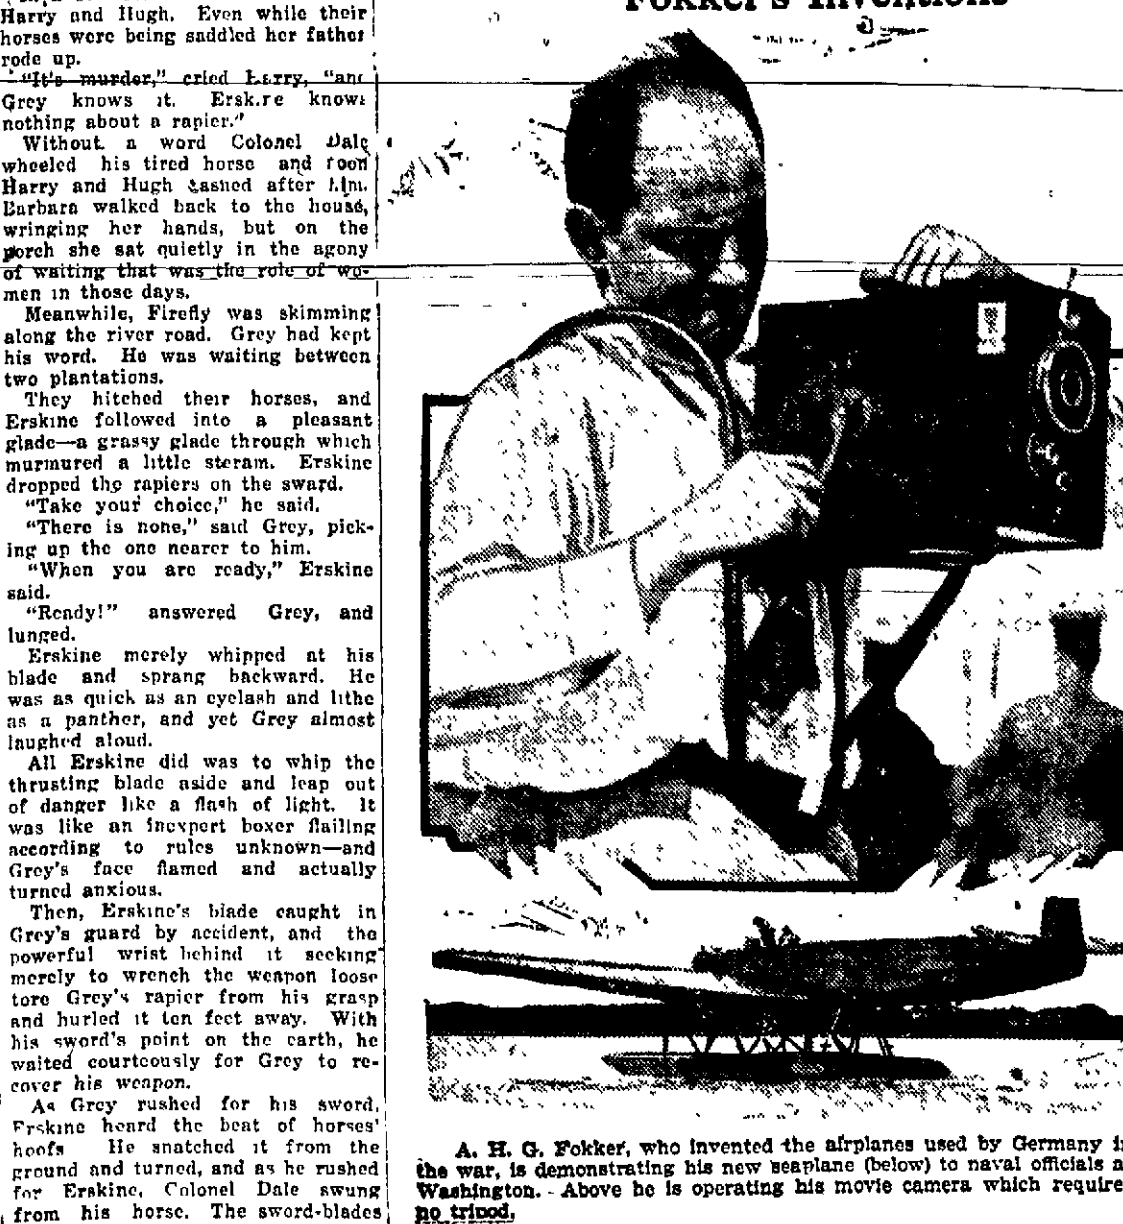 Harry and Hugh. Even while their
horses were being saddled her father
rode up.
"It's murder," cried Larry, "and
Grey knows it. Erskire knows
nothing about a rapier."
Without a word Colonel Dale
wheeled his tired horse and soon
Harry and Hugh dashed after him.
Barbara walked back to the house,
wringing her hands, but on the
porch she sat quietly in the agony
of waiting that was the role of wo-
men in those days.
Meanwhile, Firefly was skimming
along the river road. Grey had kept
his word. He was waiting between
two plantations.
They hitched their horses, and
Erskine followed into a pleasant
glade—a grassy glade through which
murmured a little steram. Erskine
dropped the rapiers on the sward.
"Take your choice," he said.
"There is none," said Grey, pick-
ing up the one nearer to him.
"When you are ready," Erskine
said.
"Ready!" answered Grey, and
lunged.
Erskine merely whipped at his
blade and sprang backward. He
was as quick as an eyelash and lithe
as a panther, and yet Grey almost
laughed aloud.
All Erskine did was to whip the
thrusting blade aside and leap out
of danger like a flash of light. It
was like an inexpert boxer flailing
according to rules unknown—and
Grey's face flamed and actually
turned anxious.
Then, Erskine's blade caught in
Grey's guard by accident, and the
powerful wrist behind it seeking
merely to wrench the weapon loose
tore Grey's rapier from his grasp
and hurled it ten feet away. With
his sword's point on the earth, he
waited courteously for Grey to re-
cover his weapon.
As Grey rushed for his sword,
Erskine heard the beat of horses'
hoofs He snatched it from the
ground and turned, and as he rushed
for Erskine, Colonel Dale swung
from his horse. The sword-blades
Fokker's Inventions
A. H. G. Fokker, who invented the airplanes used by Germany in
the war, is demonstrating his new seaplane (below) to naval officials a
Washington. - Above he is operating his movie camera which require
no tripod.